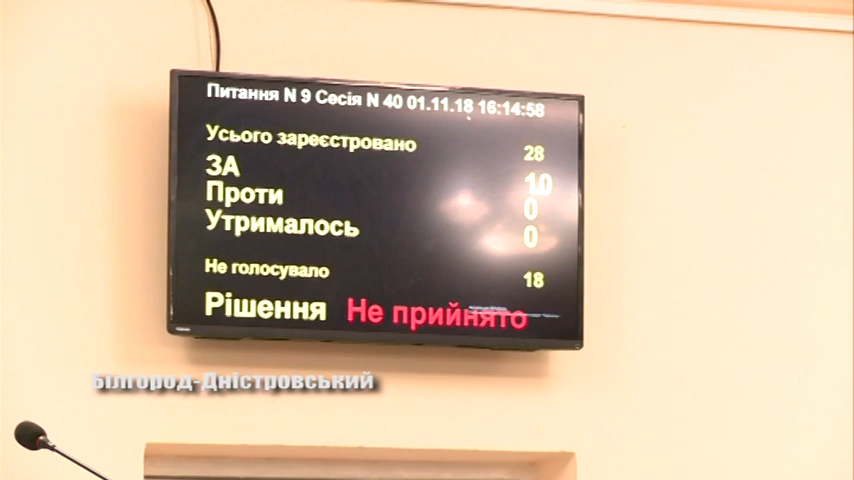 Питання N 9 Сесія N 40 01.11.18 16:14:58
Усього зареєстровано 28
ЗА 10
Проти 0
Утрималось 0
Не голосувало 18
Рішення Не прийнято
Білгород-Дністровський